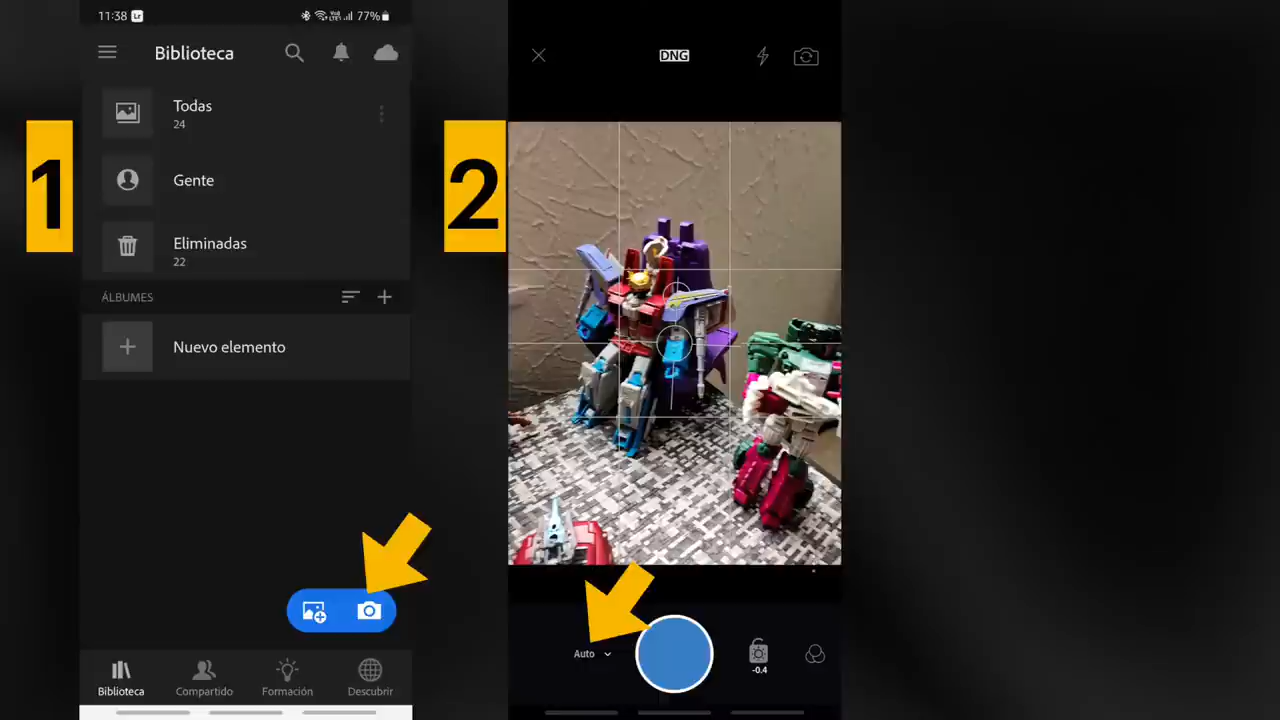 1
11:38 Lr
77%
Biblioteca
Todas
24
Gente
Eliminadas
22
ÁLBUMES
Nuevo elemento
Biblioteca
Compartido
Formación
Descubrir
2
DNG
Auto
-0.4